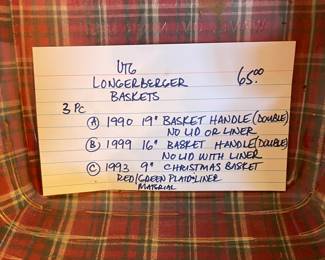 VTG
LONGERBERGER 65.00
BASKETS
3 PC
Ⓐ 1990 19" BASKET HANDLE (DOUBLE)
NO LID OR LINER
Ⓑ 1999 16" BASKET HANDLE (DOUBLE)
NO LID WITH LINER
Ⓒ 1993 9" CHRISTMAS BASKET
RED/GREEN PLAID LINER
MATERIAL